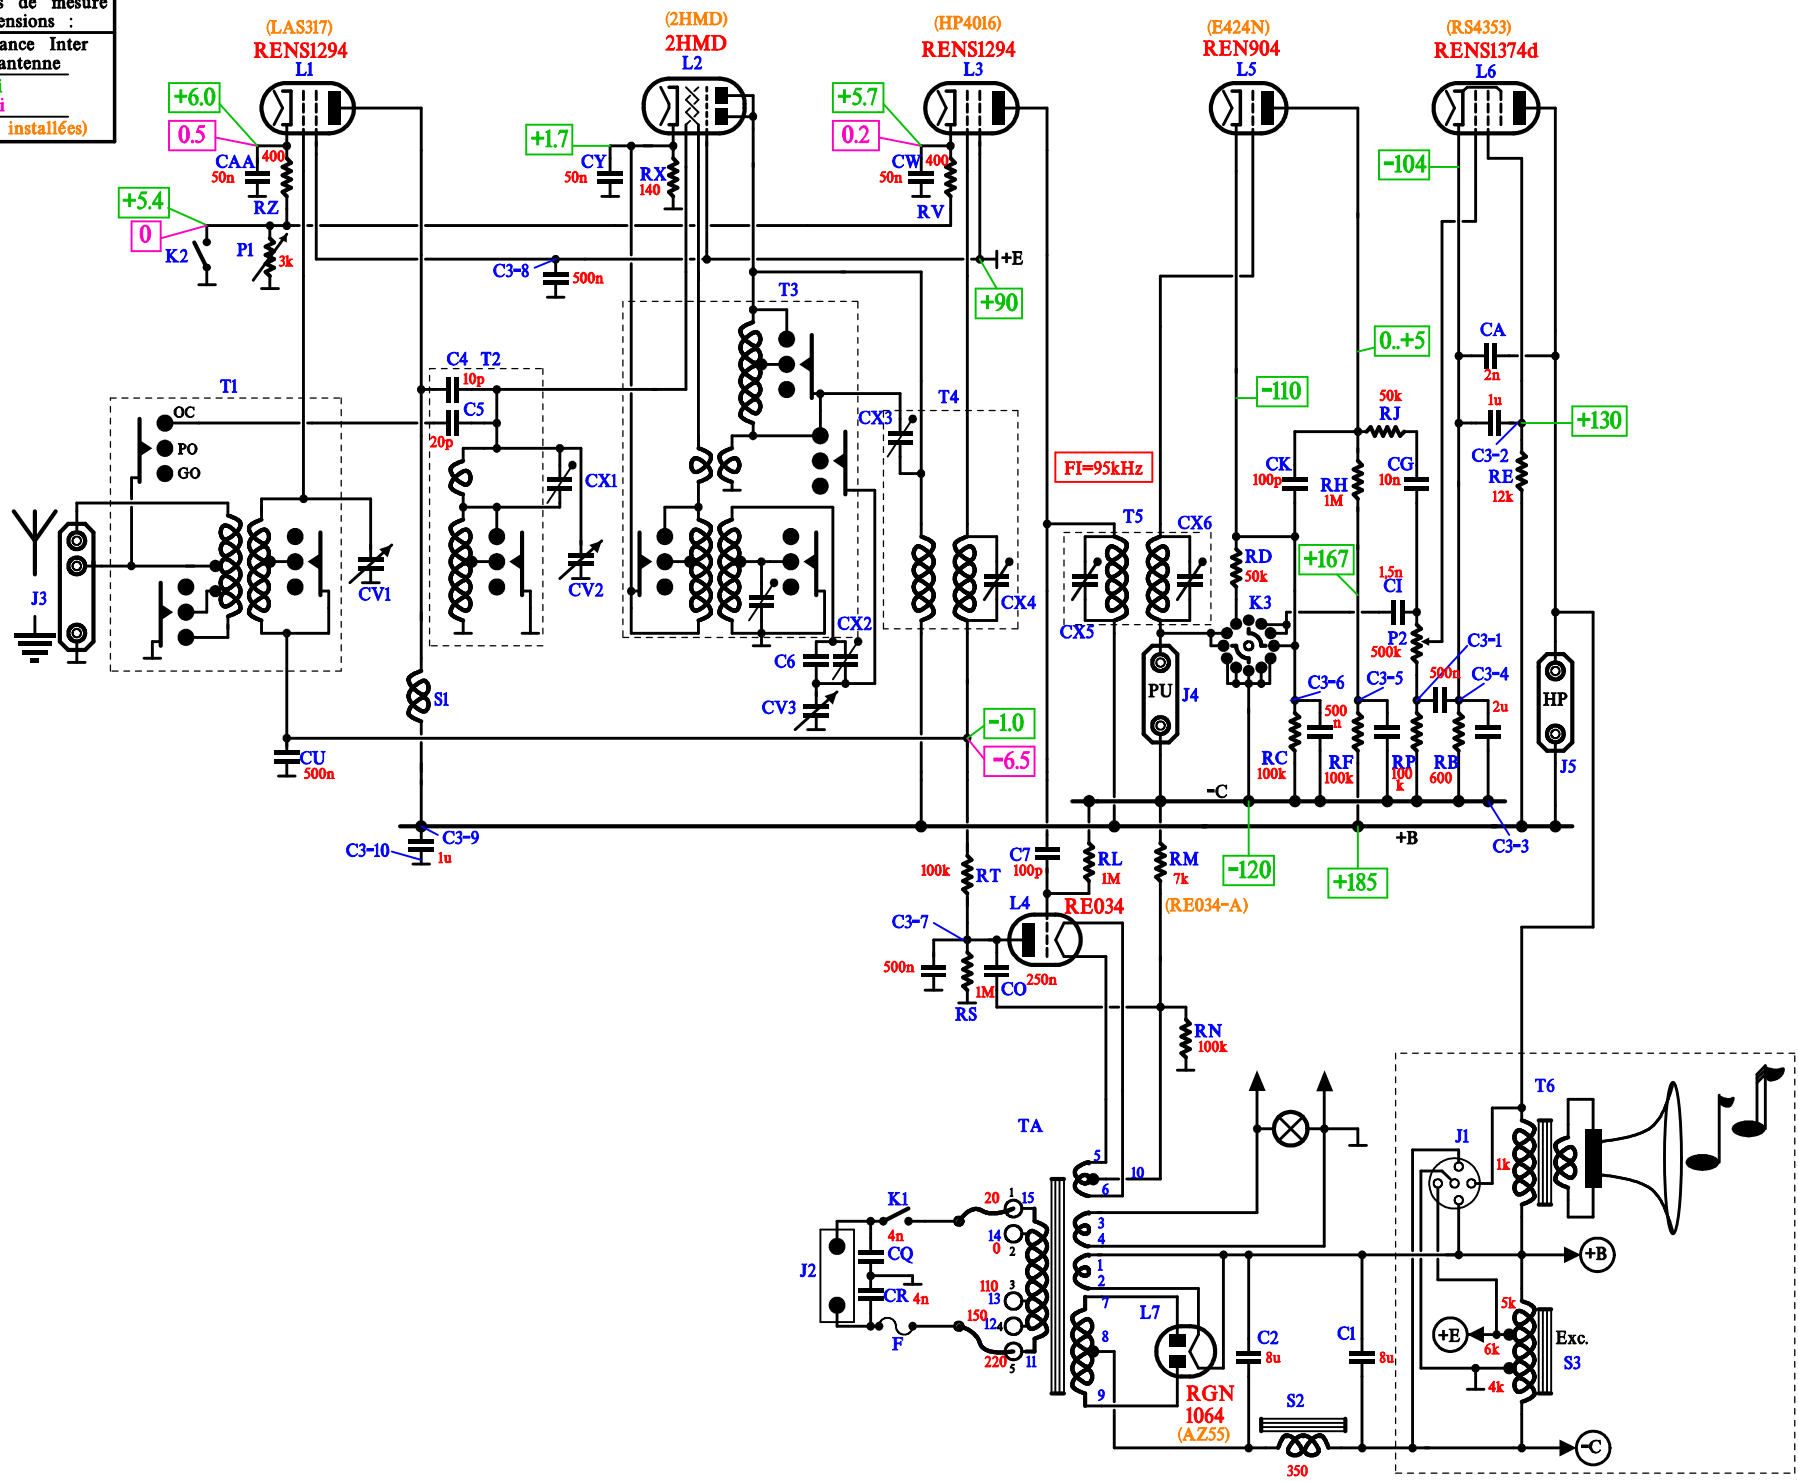 s de mesure
ensions :
ance Inter
antenne
i
i
installées)
(LAS317)
RENS1294
L1
(2HMD)
2HMD
L2
(HP4016)
RENS1294
L3
(E424N)
REN904
L5
(RS4353)
RENS1374d
L6
+6.0
0.5
400
CAA
50n
RZ
+5.4
0
K2
P1
3k
+1.7
CY
50n
RX
140
+5.7
0.2
CW
400
50n
RV
-104
C3-8
500n
+E
+90
T3
T1
OC
PO
GO
C4
T2
10p
C5
20p
CX1
CX3
T4
-110
0..+5
50k
RJ
CA
2n
1u
+130
C3-2
RE
12k
FI=95kHz
CK
100p
RH
1M
CG
10n
T5
CX6
RD
50k
+167
1,5n
CI
K3
P2
500k
J3
CV1
CV2
CX2
CX4
CX5
C6
CV3
S1
PU
J4
C3-1
C3-6
C3-5
500n
C3-4
500
n
2u
HP
J5
-1.0
-6.5
CU
500n
RC
100k
RF
100k
RP
100
k
RB
600
-C
+B
C3-9
C3-10
1u
C3-3
-120
+185
100k
RT
C7
100p
RL
1M
RM
7k
L4
RE034
(RE034-A)
C3-7
500n
1M
RS
CO
250n
RN
100k
TA
T6
J1
1k
5
10
6
K1
4n
20
1
15
14
0
2
3
4
CQ
J2
CR
4n
110
3
13
150
12
4
F
220
5
11
1
2
7
8
9
L7
RGN
1064
(AZ55)
C2
8u
C1
8u
S2
350
+B
5k
+E
6k
Exc.
S3
4k
-C